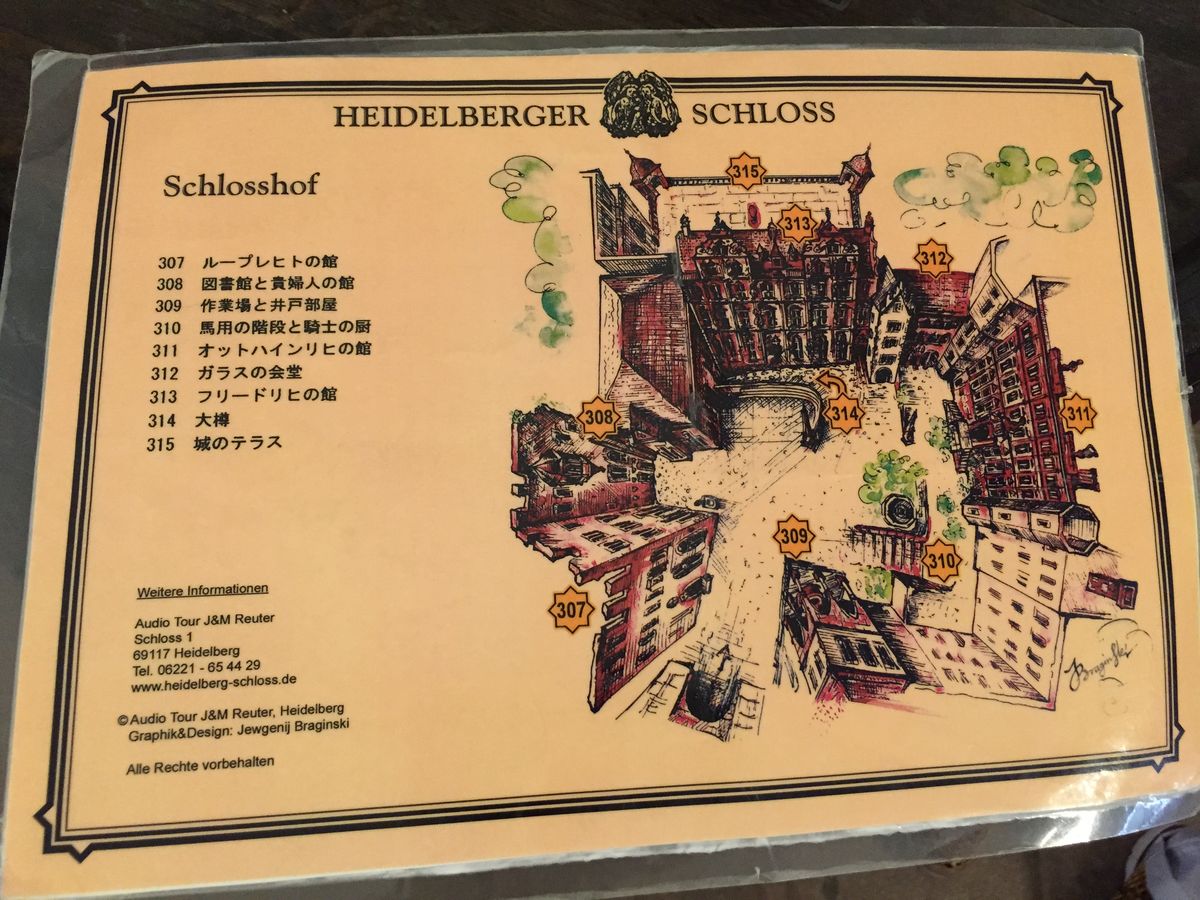 HEIDELBERGER SCHLOSS
Schlosshof
307 ループレヒトの館
308 図書館と貴婦人の館
309 作業場と井戸部屋
310 馬用の階段と騎士の厨
311 オットハインリヒの館
312 ガラスの会堂
313 フリードリヒの館
314 大樽
315 城のテラス
Weitere Informationen
Audio Tour J&M Reuter
Schloss 1
69117 Heidelberg
Tel. 06221 - 65 44 29
www.heidelberg-schloss.de
©Audio Tour J&M Reuter, Heidelberg
Graphik&Design: Jewgenij Braginski
Alle Rechte vorbehalten
315
313
312
308
314
311
309
310
307
JBraginski